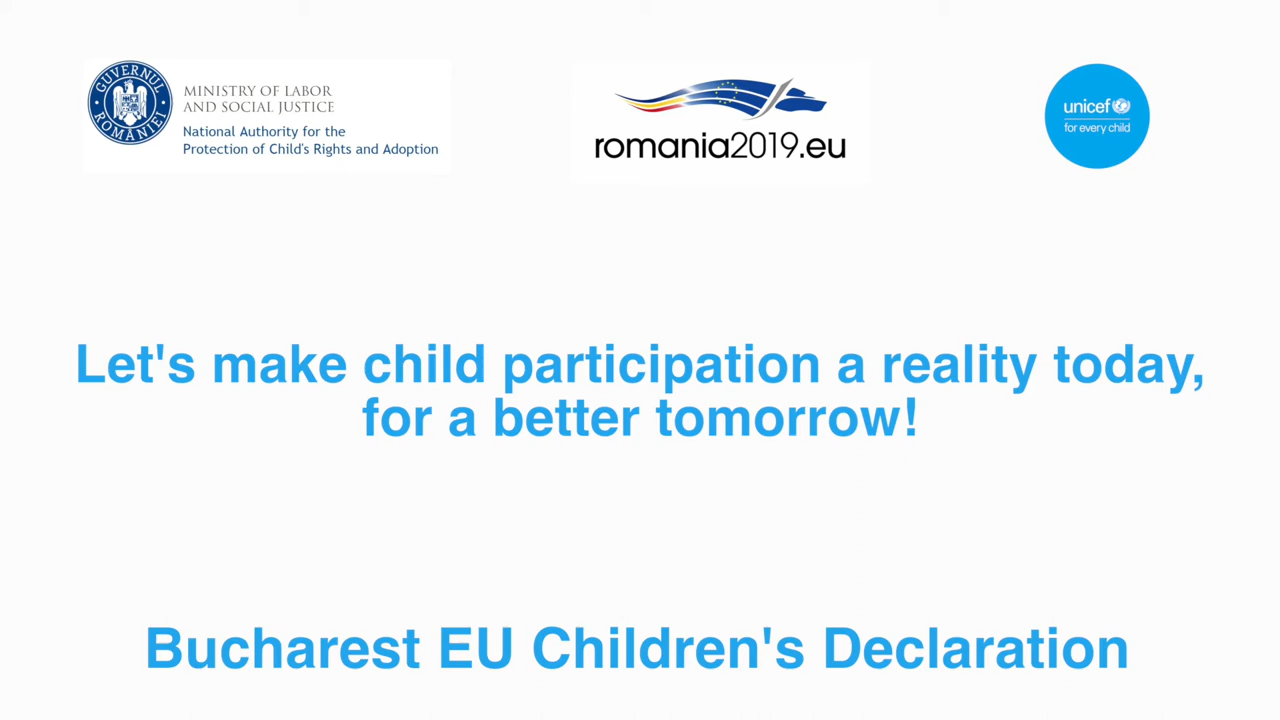 GUVERNUL ROMÂNIEI
MINISTRY OF LABOR
AND SOCIAL JUSTICE
National Authority for the
Protection of Child's Rights and Adoption
romania2019.eu
unicef
for every child
Let's make child participation a reality today,
for a better tomorrow!
Bucharest EU Children's Declaration